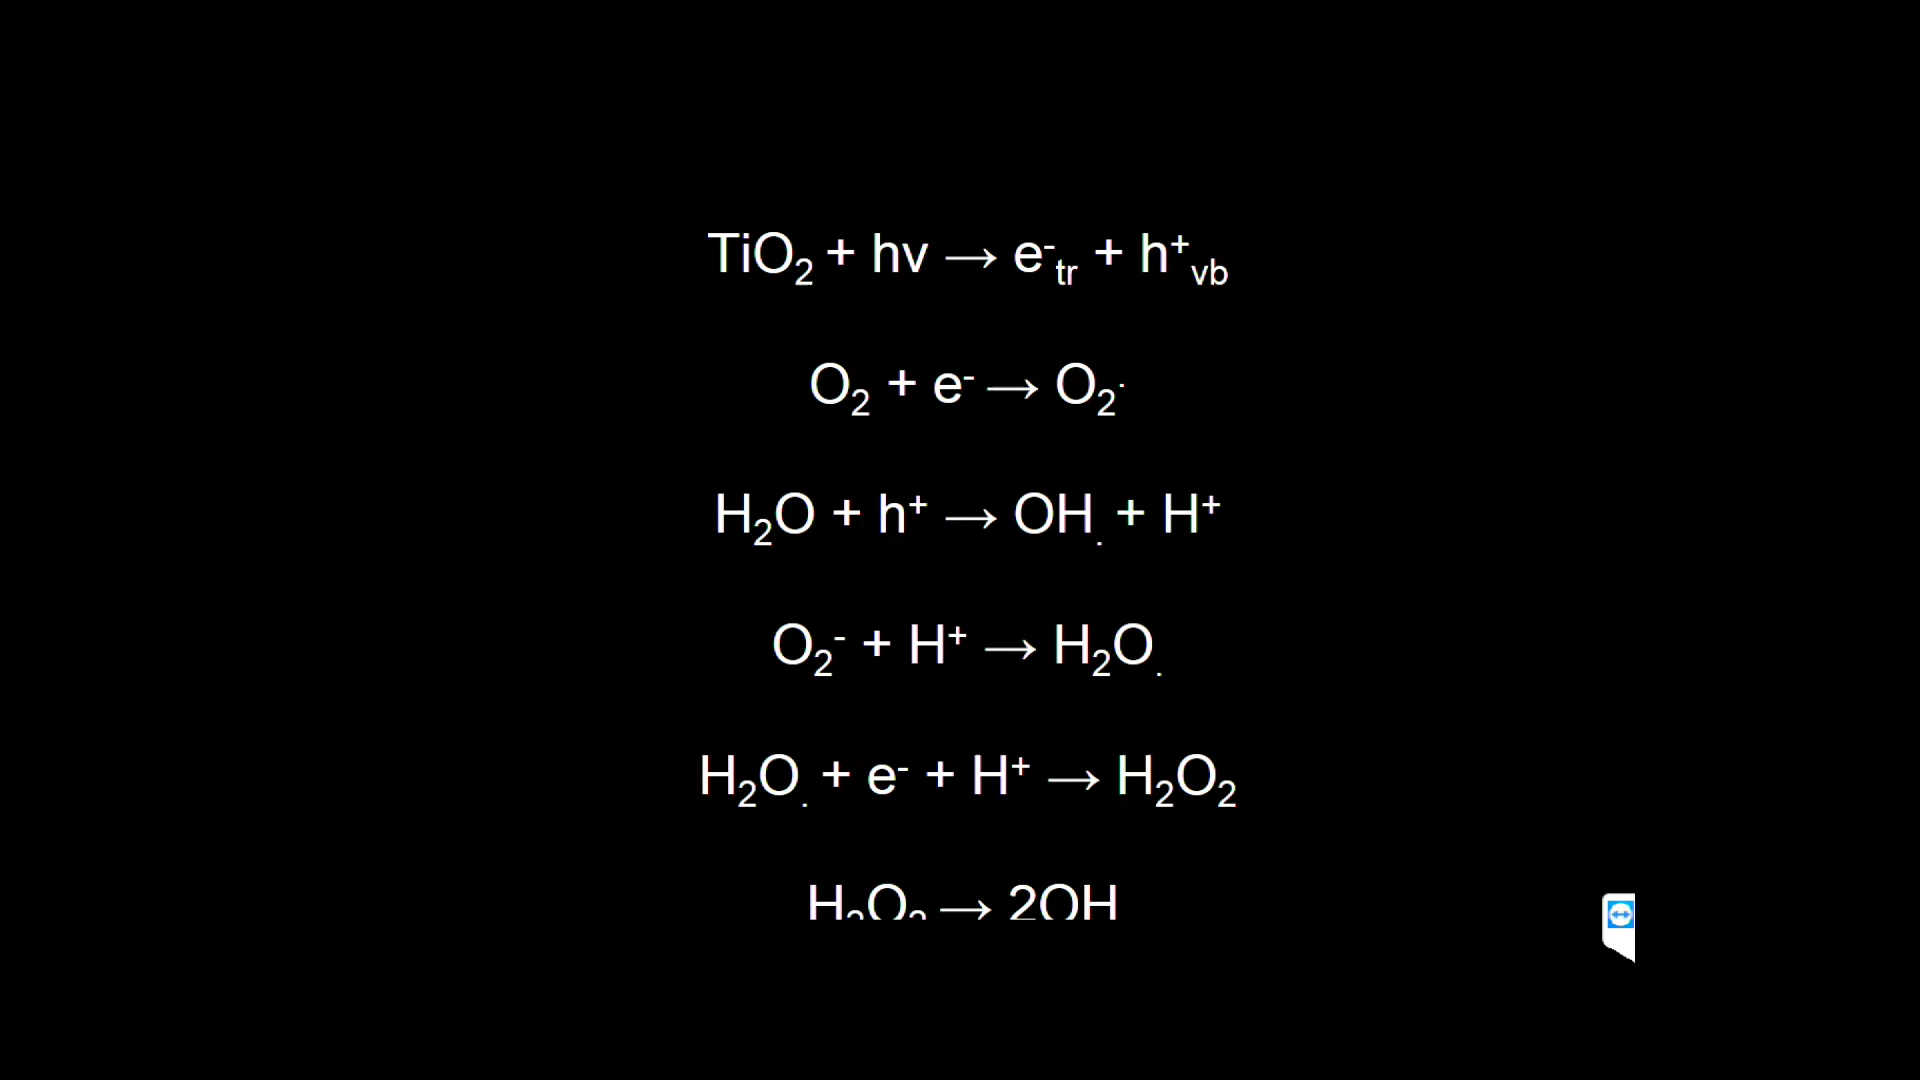 TiO₂ + hv → e⁻ₜᵣ + h⁺vb
O₂ + e⁻ → O₂·
H₂O + h⁺ → OH. + H⁺
O₂⁻ + H⁺ → H₂O.
H₂O. + e⁻ + H⁺ → H₂O₂
H₂O₂ → 2OH